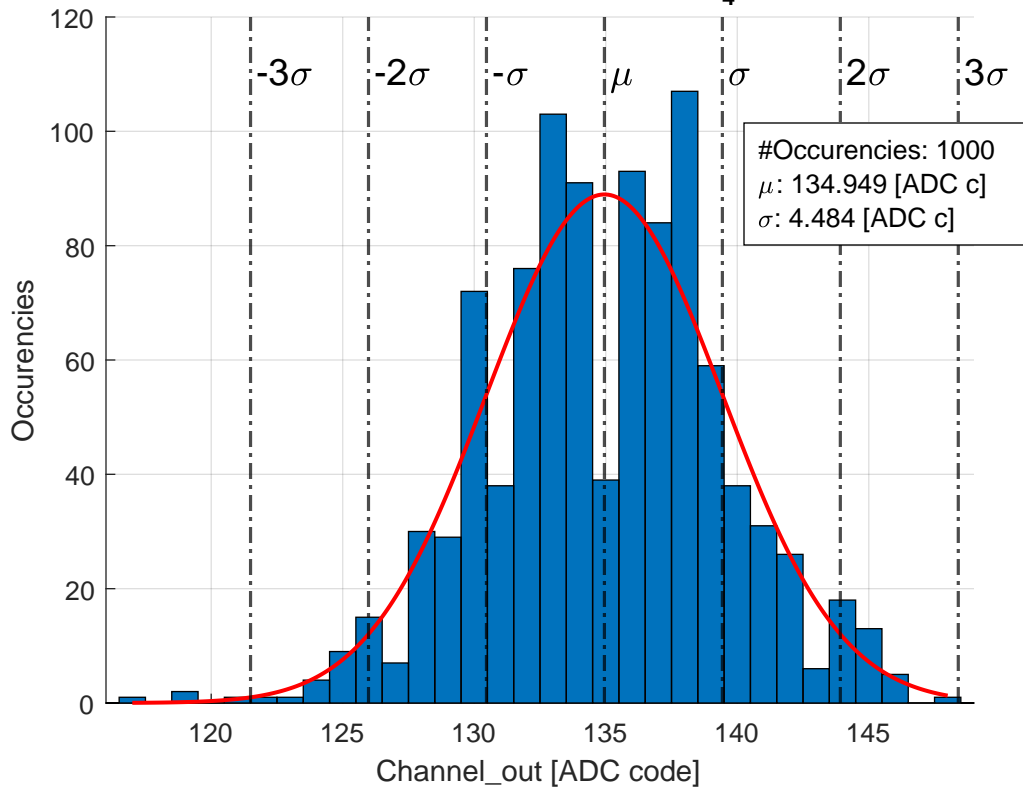 4
120
100
80
60
40
20
0
-3σ -2σ -σ μ σ 2σ 3σ
#Occurencies: 1000
μ: 134.949 [ADC c]
σ: 4.484 [ADC c]
Occurencies
120 125 130 135 140 145
Channel_out [ADC code]